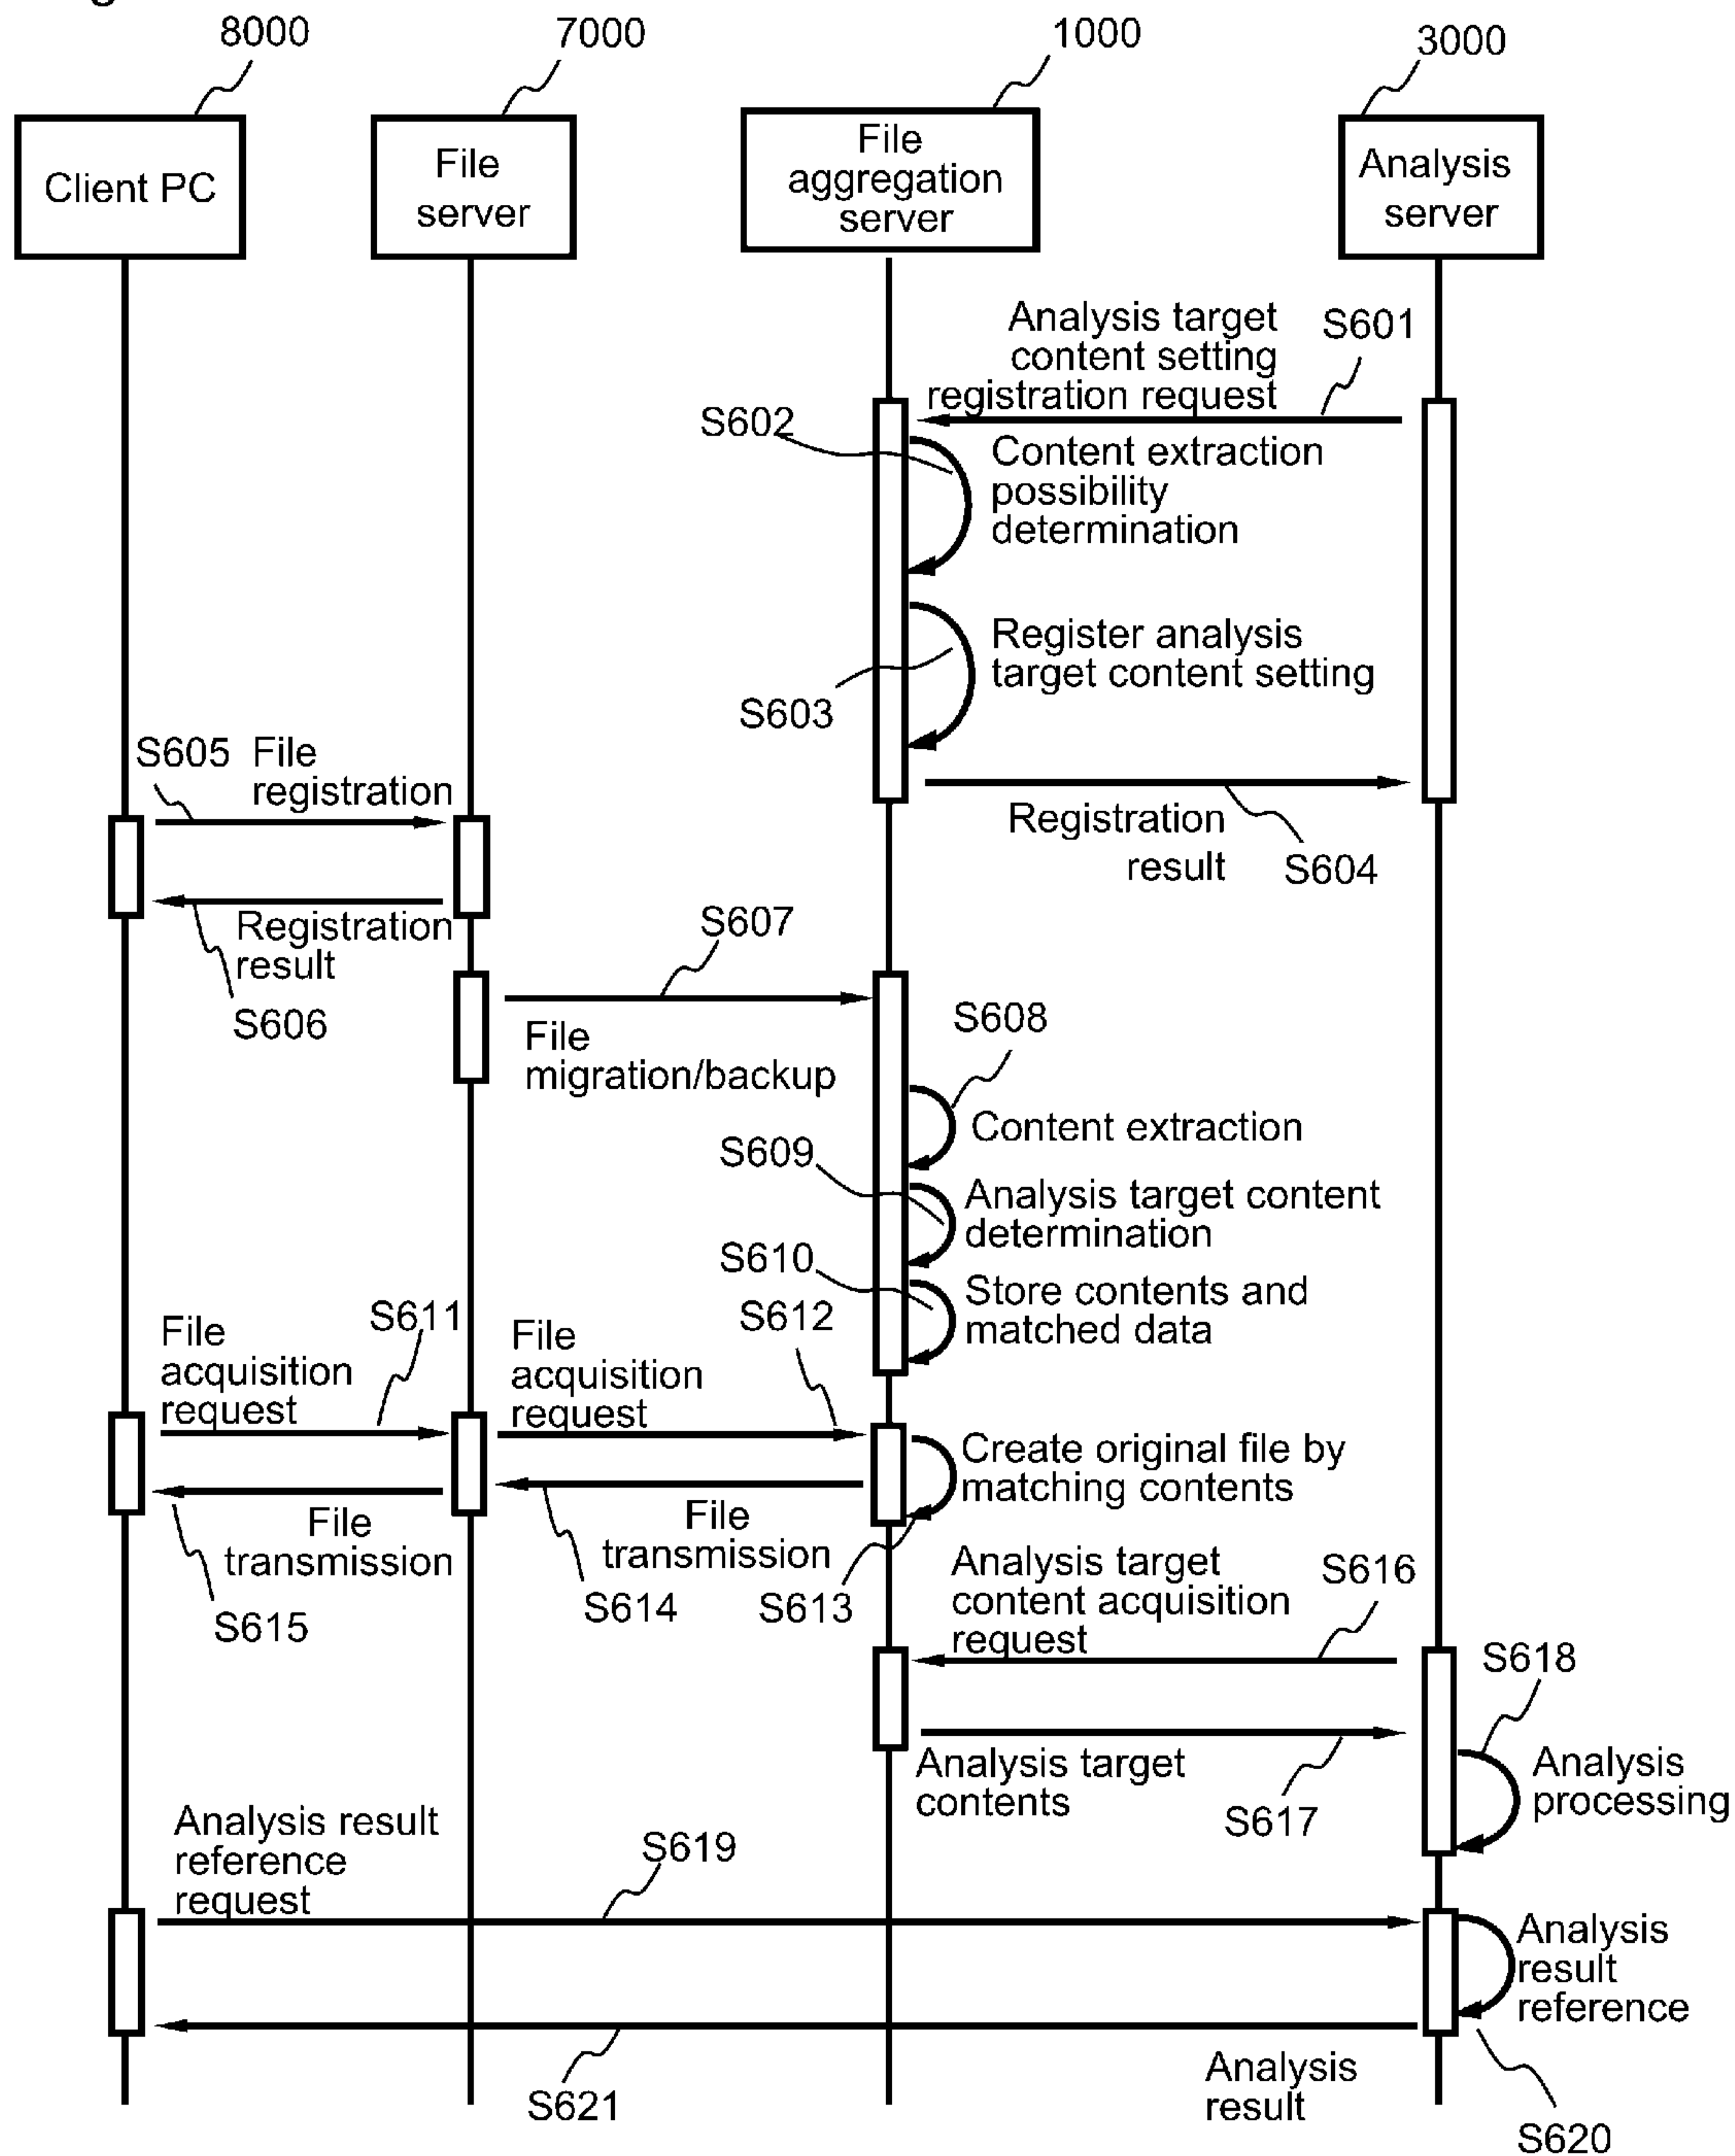 8000
7000
1000
3000
Client PC
File
server
File
aggregation
server
Analysis
server
Analysis target
content setting
registration request
S601
S602
Content extraction
possibility
determination
Register analysis
target content setting
S603
S605
File
registration
Registration
result
S604
Registration
result
S606
S607
File
migration/backup
S608
Content extraction
S609
Analysis target content
determination
S610
Store contents and
matched data
File
acquisition
request
S611
File
acquisition
request
S612
Create original file by
matching contents
File
transmission
S615
File
transmission
S614
S613
Analysis target
content acquisition
request
S616
S618
Analysis target
contents
S617
Analysis
processing
Analysis result
reference
request
S619
Analysis
result
reference
S621
Analysis
result
S620